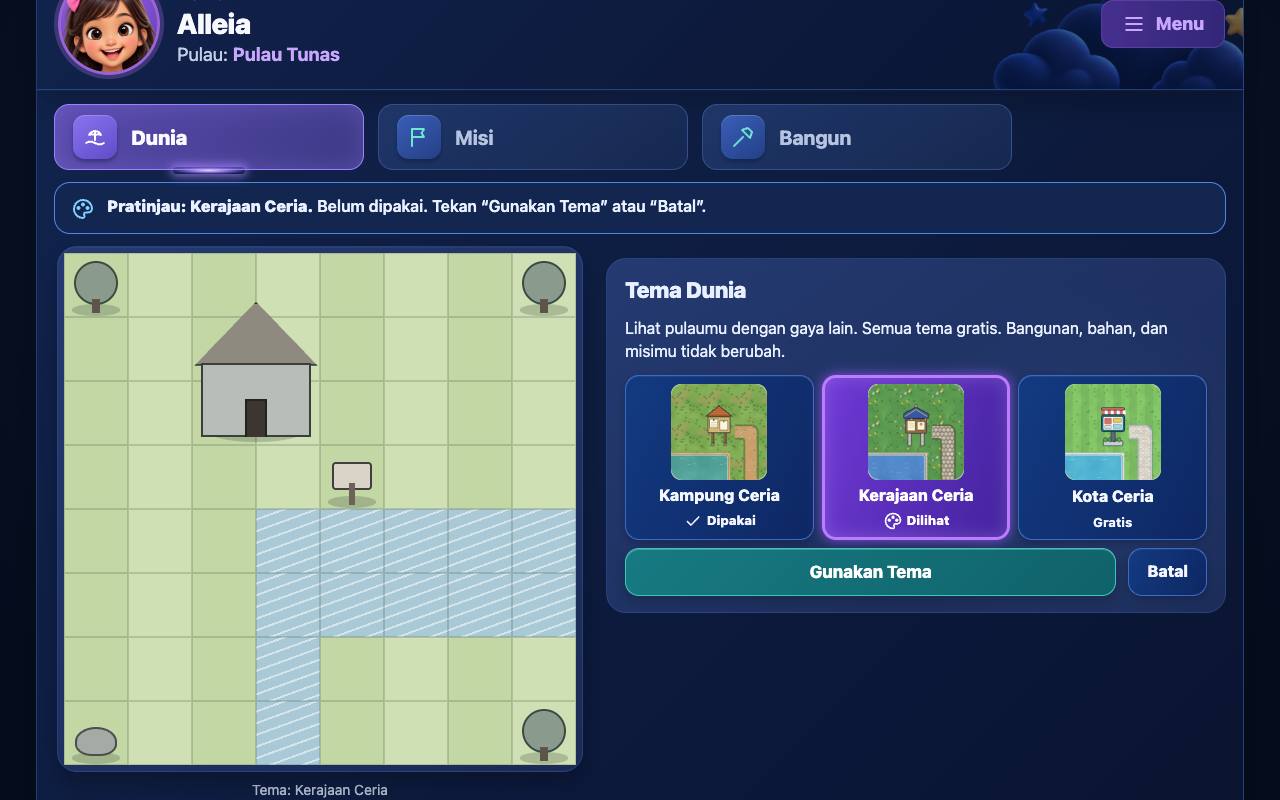 Alleia
Pulau: Pulau Tunas
Menu
Dunia
Misi
Bangun
Pratinjau: Kerajaan Ceria. Belum dipakai. Tekan “Gunakan Tema” atau “Batal”.
Tema Dunia
Lihat pulaumu dengan gaya lain. Semua tema gratis. Bangunan, bahan, dan
misimu tidak berubah.
Kampung Ceria
Dipakai
Kerajaan Ceria
Dilihat
Kota Ceria
Gratis
Gunakan Tema
Batal
Tema: Kerajaan Ceria